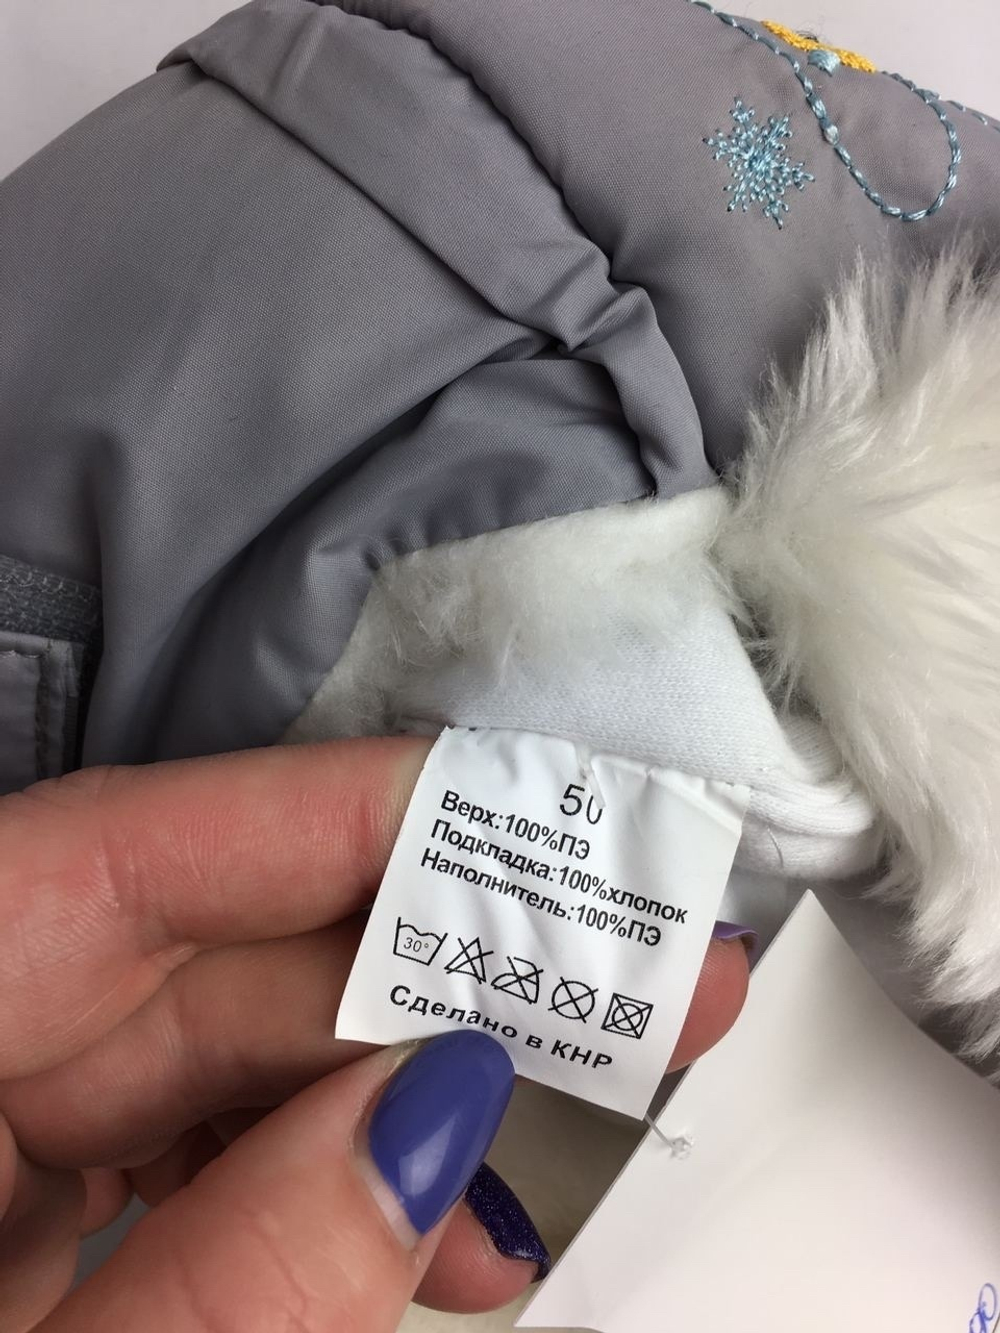 50
Верх:100%ПЭ
Подкладка:100%хлопок
Наполнитель:100%ПЭ
30°
Сделано в КНР